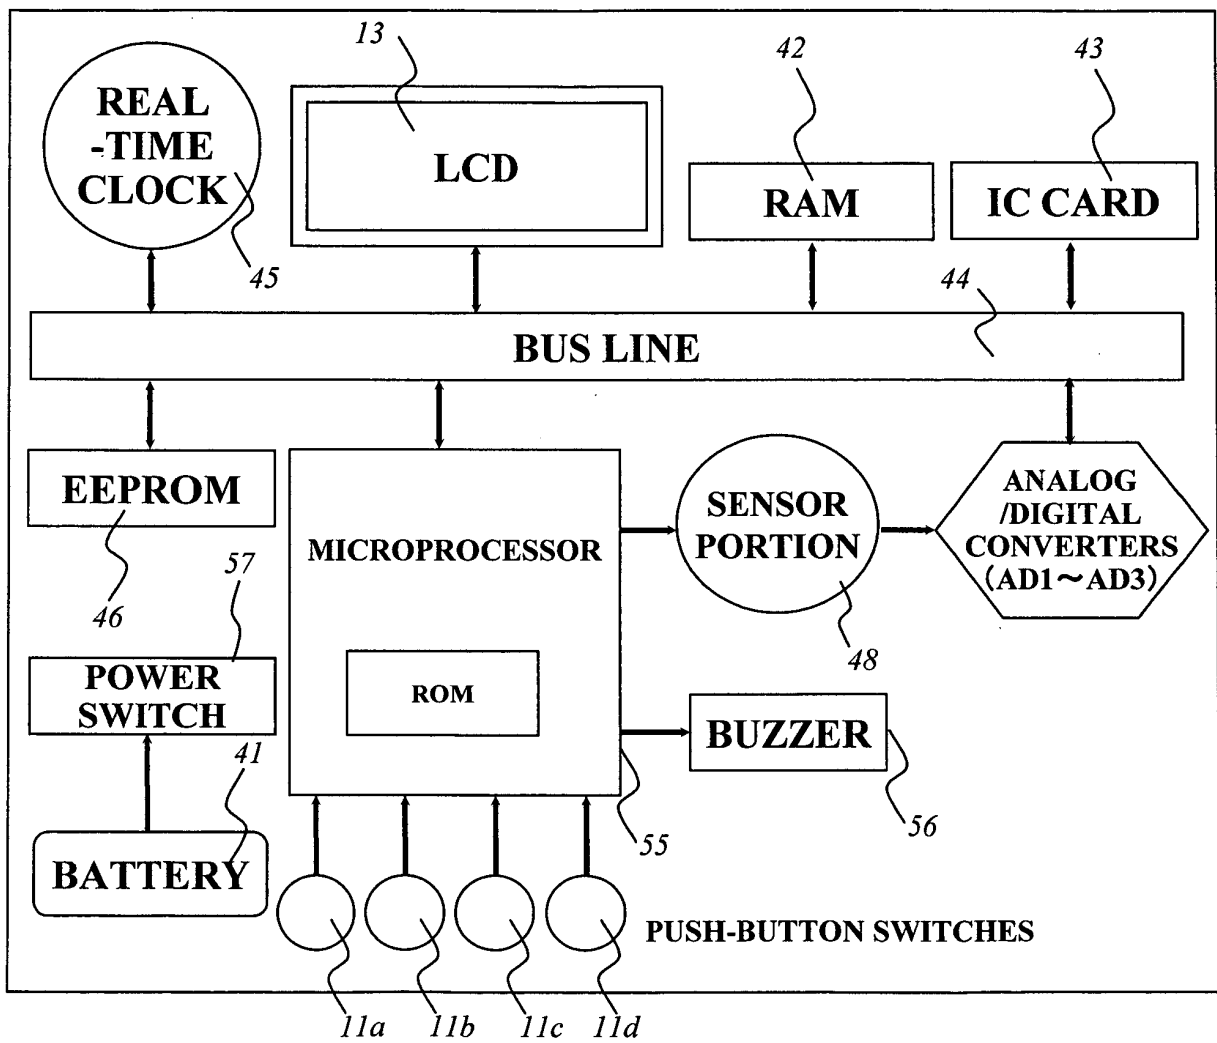 13
42
43
REAL
-TIME
CLOCK
LCD
RAM
IC CARD
45
44
BUS LINE
EEPROM
MICROPROCESSOR
SENSOR
PORTION
ANALOG
/DIGITAL
CONVERTERS
(AD1～AD3)
57
46
48
POWER
SWITCH
ROM
BUZZER
41
55
56
BATTERY
PUSH-BUTTON SWITCHES
11a
11b
11c
11d